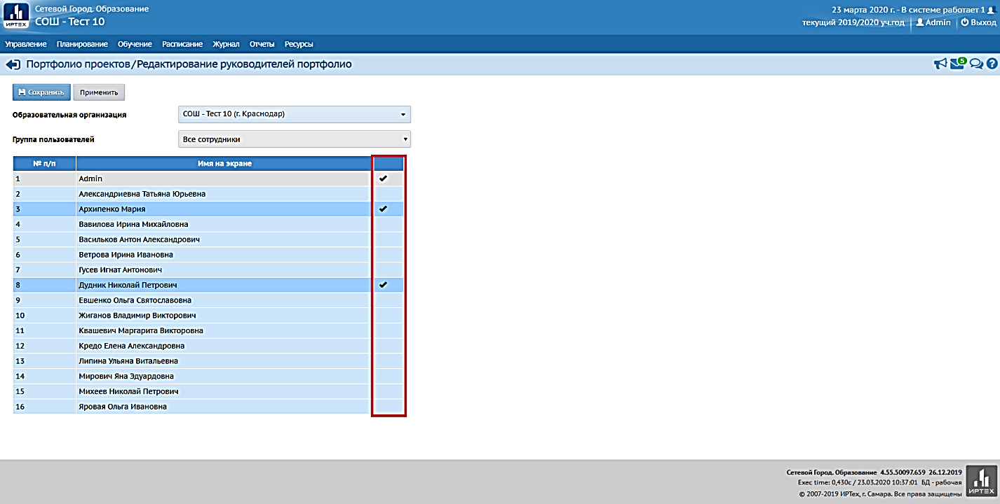 Сетевой Город. Образование
СОШ - Тест 10
ИРТЕХ
23 марта 2020 г. - В системе работает 1
текущий 2019/2020 уч.год Admin Выход
Управление Планирование Обучение Расписание Журнал Отчеты Ресурсы
Портфолио проектов/Редактирование руководителей портфолио
5 ?
Сохранить Применить
Образовательная организация СОШ - Тест 10 (г. Краснодар)
Группа пользователей Все сотрудники
№ п/п Имя на экране
1 Admin
2 Александриевна Татьяна Юрьевна
3 Архипенко Мария
4 Вавилова Ирина Михайловна
5 Васильков Антон Александрович
6 Ветрова Ирина Ивановна
7 Гусев Игнат Антонович
8 Дудник Николай Петрович
9 Евшенко Ольга Святославовна
10 Жиганов Владимир Викторович
11 Квашевич Маргарита Викторовна
12 Кредо Елена Александровна
13 Липина Ульяна Витальевна
14 Мирович Яна Эдуардовна
15 Михеев Николай Петрович
16 Яровая Ольга Ивановна
Сетевой Город. Образование 4.55.50097.659 26.12.2019
Exec time: 0,430с / 23.03.2020 10:37:01 БД - рабочая
© 2007-2019 ИРТех, г. Самара. Все права защищены
ИРТЕХ